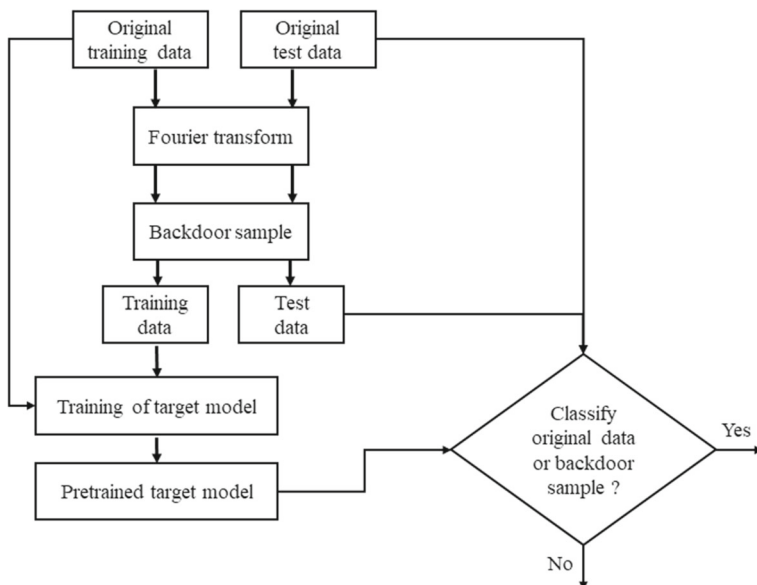 Original
training data
Original
test data
Fourier transform
Backdoor sample
Training
data
Test
data
Training of target model
Pretrained target model
Classify
original data
or backdoor
sample ?
Yes
No